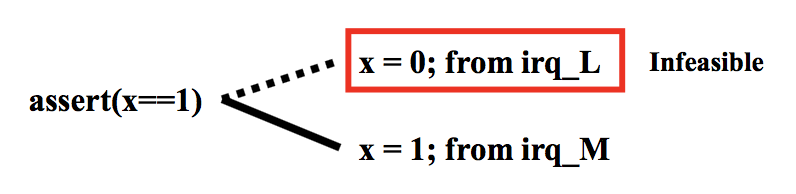 x = 0; from irq_L Infeasible
assert(x==1)
x = 1; from irq_M